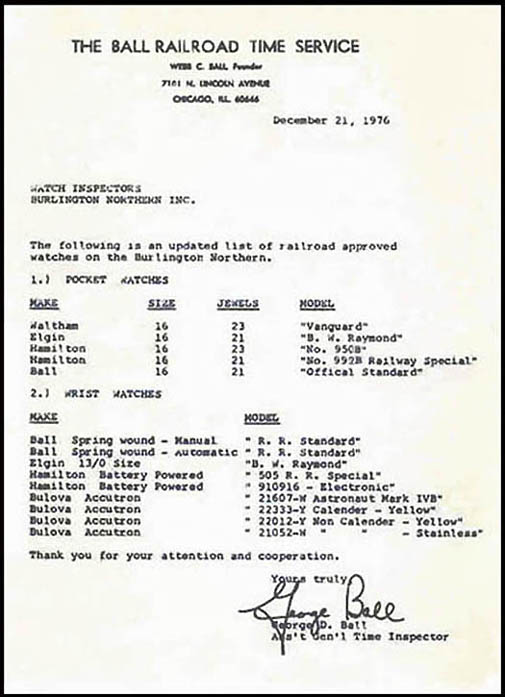 THE BALL RAILROAD TIME SERVICE
WEBB C. BALL Founder
7101 N. LINCOLN AVENUE
CHICAGO, ILL. 60646
December 21, 1976
WATCH INSPECTORS
BURLINGTON NORTHERN INC.
The following is an updated list of railroad approved
watches on the Burlington Northern.
1.) POCKET WATCHES
MAKE SIZE JEWELS MODEL
Waltham 16 23 "Vanguard"
Elgin 16 21 "B. W. Raymond"
Hamilton 16 23 "No. 950B"
Hamilton 16 21 "No. 992B Railway Special"
Ball 16 21 "Offical Standard"
2.) WRIST WATCHES
MAKE MODEL
Ball Spring wound - Manual " R. R. Standard"
Ball Spring wound - Automatic " R. R. Standard"
Elgin 13/0 Size "B. W. Raymond"
Hamilton Battery Powered " 505 R. R. Special"
Hamilton Battery Powered " 910916 - Electronic"
Bulova Accutron " 21607-W Astronaut Mark IVB"
Bulova Accutron " 22333-Y Calender - Yellow"
Bulova Accutron " 22012-Y Non Calender - Yellow"
Bulova Accutron " 21052-W " " - Stainless"
Thank you for your attention and cooperation.
Yours truly,
George Ball
George D. Ball
Ass't Gen'l Time Inspector